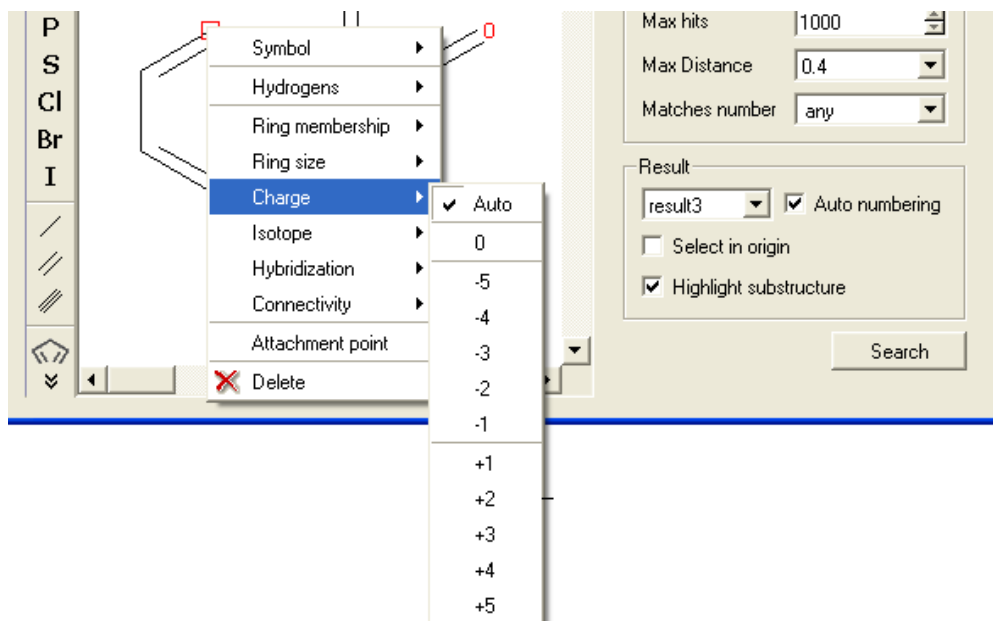 P
S
Cl
Br
I
O
Symbol
Hydrogens
Ring membership
Ring size
Charge
Isotope
Hybridization
Connectivity
Attachment point
Delete
Auto
0
-5
-4
-3
-2
-1
+1
+2
+3
+4
+5
Max hits 1000
Max Distance 0.4
Matches number any
Result
result3 Auto numbering
Select in origin
Highlight substructure
Search